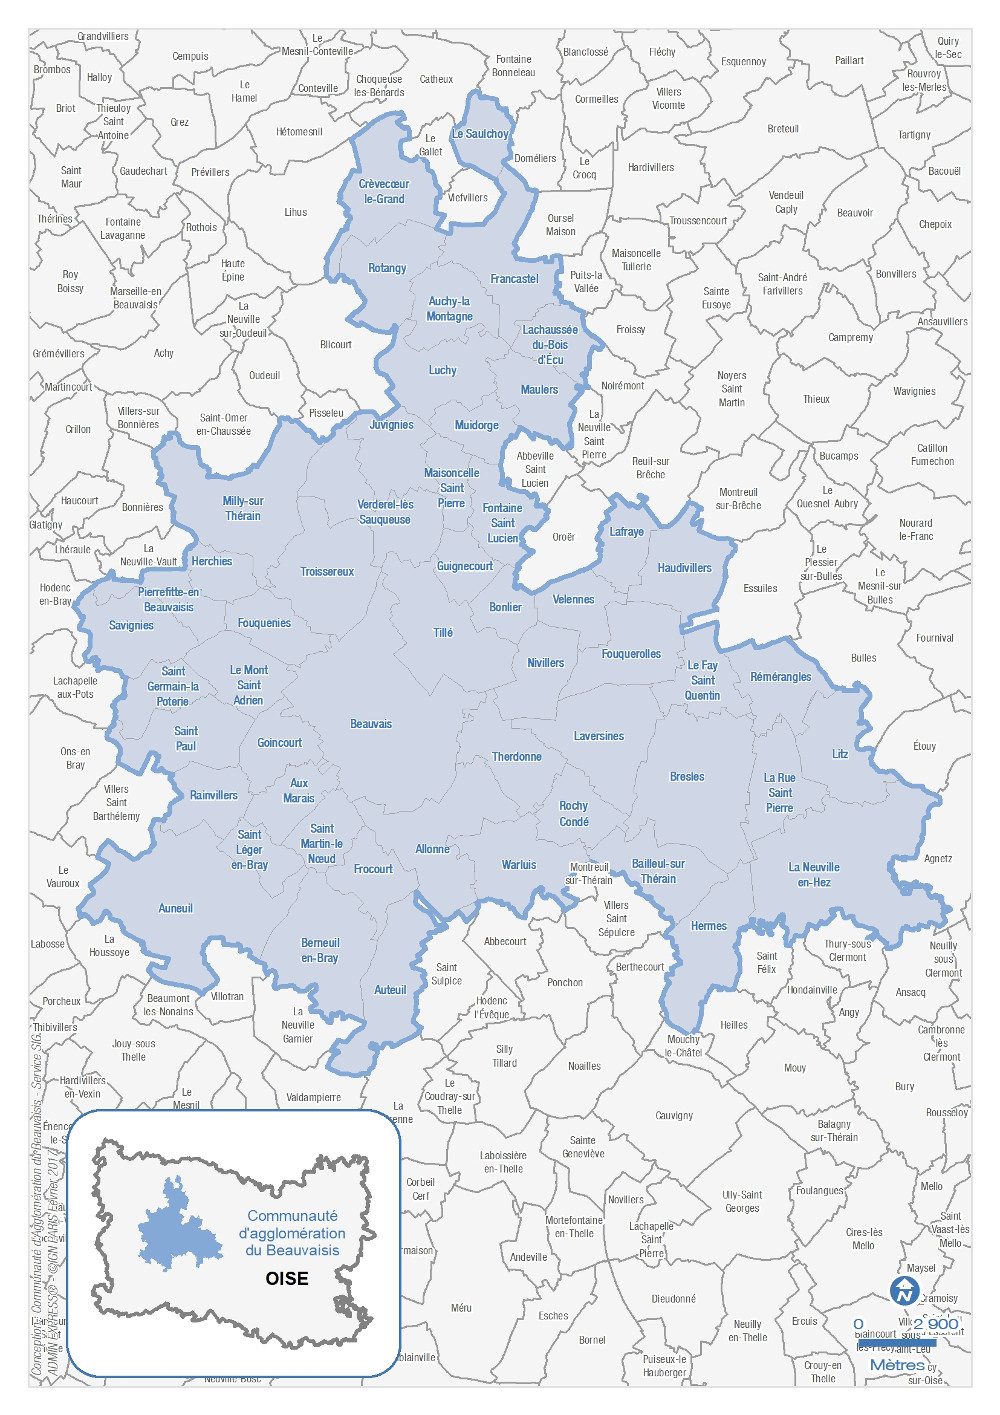 Grandvilliers
Cempuis
Le
Mesnil-Conteville
Fontaine
Bonneleau
Blancfossé
Fléchy
Esquennoy
Paillart
Quiry
le-Sec
Brombos
Halloy
Le
Hamel
Conteville
Choqueuse
les-Bénards
Catheux
Cormeilles
Villers
Vicomte
Rouvroy
les-Merles
Briot
Thieuloy
Saint
Antoine
Grez
Hétomesnil
Le
Gallet
Le Saulchoy
Doméliers
Le
Crocq
Hardivillers
Breteuil
Tartigny
Saint
Maur
Gaudechart
Prévillers
Crèvecœur
le-Grand
Viefvillers
Bacouël
Thérines
Fontaine
Lavaganne
Rothois
Lihus
Oursel
Maison
Troussencourt
Vendeuil
Caply
Beauvoir
Chepoix
Roy
Boissy
Marseille-en
Beauvaisis
Haute
Épine
Rotangy
Francastel
Puits-la
Vallée
Maisoncelle
Tuilerie
Sainte
Eusoye
Saint-André
Farivillers
Bonvillers
La
Neuville
sur-Oudeuil
Auchy-la
Montagne
Lachaussée
du-Bois
d'Écu
Froissy
Campremy
Ansauvillers
Grémévillers
Achy
Blicourt
Luchy
Maulers
Noirémont
Noyers
Saint
Martin
Thieux
Wavignies
Martincourt
Oudeuil
Pisseleu
Grillon
Villers-sur
Bonnières
Saint-Omer
en-Chaussée
Juvignies
Muidorge
La
Neuville
Saint
Pierre
Abbeville
Saint
Lucien
Reuil-sur
Brêche
Bucamps
Catillon
Fumechon
Haucourt
Bonnières
Milly-sur
Thérain
Verderel-lès
Sauqueuse
Maisoncelle
Saint
Pierre
Fontaine
Saint
Lucien
Montreuil
sur-Brêche
Le
Quesnel-Aubry
Nourard
le-Franc
Glatigny
Lhéraule
La
Neuville-Vault
Herchies
Troissereux
Guignecourt
Oroër
Lafraye
Haudivillers
Essuiles
Le
Plessier
sur-Bulles
Le
Mesnil-sur
Bulles
Hodenc
en-Bray
Pierrefitte-en
Beauvaisis
Savignies
Fouquenies
Tillé
Bonlier
Velennes
Fournival
Bulles
Lachapelle
aux-Pots
Saint
Germain-la
Poterie
Le Mont
Saint
Adrien
Nivillers
Fouquerolles
Le Fay
Saint
Quentin
Rémérangles
Ons-en
Bray
Saint
Paul
Goincourt
Beauvais
Therdonne
Laversines
Bresles
La Rue
Saint
Pierre
Litz
Étouy
Villers
Saint
Barthélemy
Rainvillers
Aux
Marais
Rochy
Condé
Le
Vauroux
Saint
Léger
en-Bray
Saint
Martin-le
Nœud
Frocourt
Allonne
Warluis
Montreuil
sur-Thérain
Bailleul-sur
Thérain
La Neuville
en-Hez
Agnetz
Auneuil
Villers
Saint
Sépulcre
Hermes
Labosse
La
Houssoye
Berneuil
en-Bray
Auteuil
Saint
Sulpice
Abbecourt
Ponchon
Berthecourt
Saint
Félix
Thury-sous
Clermont
Neuilly
sous
Clermont
Porcheux
Beaumont
les-Nonains
Villotran
La
Neuville
Garnier
Hodenc
l'Évêque
Hondainville
Angy
Ansacq
Thibivillers
Jouy-sous
Thelle
Silly
Tillard
Noailles
Mouchy
le-Châtel
Heilles
Mouy
Cambronne
lès
Clermont
Hardivillers
en-Vexin
Le
Mesnil
Valdampierre
Le
Coudray-sur
Thelle
Cauvigny
Bury
Rousseloy
Laboissière
en-Thelle
Sainte
Geneviève
Balagny
sur-Thérain
Corbeil
Cerf
Novillers
Ully-Saint
Georges
Foulangues
Mello
Mortefontaine
en-Thelle
Lachapelle
Saint
Pierre
Cires-lès
Mello
Saint
Vaast-lès
Mello
Andeville
Maysel
Méru
Esches
Dieudonné
Neuilly
en-Thelle
Ercuis
Bornel
Puiseux-le
Hauberger
Crouy-en
Thelle
Communauté
d'agglomération
du Beauvaisis
OISE
N
0 2 900
Mètres
Conception : Communauté d'Agglomération du Beauvaisis - Service SIG